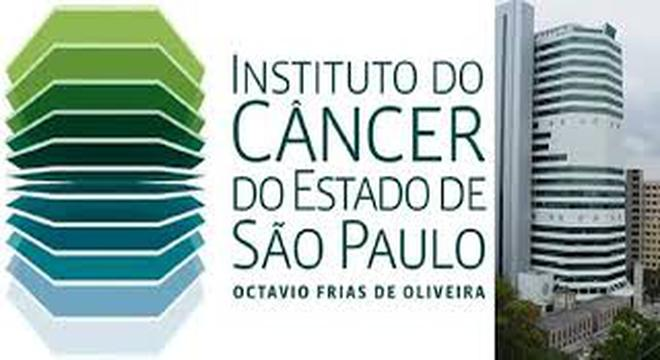 INSTITUTO DO
CÂNCER
DO ESTADO DE
SÃO PAULO
OCTAVIO FRIAS DE OLIVEIRA